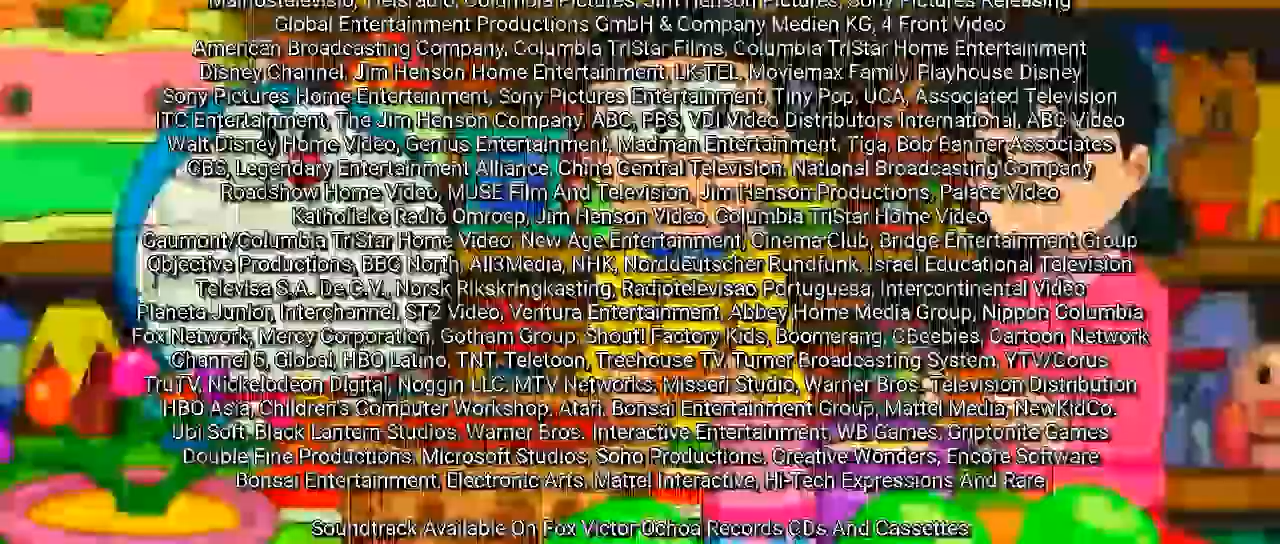 Global Entertainment Productions GmbH & Company Medien KG, 4 Front Video
American Broadcasting Company, Columbia TriStar Films, Columbia TriStar Home Entertainment
Disney Channel, Jim Henson Home Entertainment, LK-TEL, Moviemax Family, Playhouse Disney
Sony Pictures Home Entertainment, Sony Pictures Entertainment, Tiny Pop, UCA, Associated Television
ITC Entertainment, The Jim Henson Company, ABC, PBS, VDI Video Distributors International, ABC Video
Walt Disney Home Video, Genius Entertainment, Madman Entertainment, Tiga, Bob Banner Associates
CBS, Legendary Entertainment Alliance, China Central Television, National Broadcasting Company
Roadshow Home Video, MUSE Film And Television, Jim Henson Productions, Palace Video
Katholieke Radio Omroep, Jim Henson Video, Columbia TriStar Home Video
Gaumont/Columbia TriStar Home Video, New Age Entertainment, Cinema Club, Bridge Entertainment Group
Objective Productions, BBC North, All3Media, NHK, Norddeutscher Rundfunk, Israel Educational Television
Televisa S.A. De C.V., Norsk Rikskringkasting, Radiotelevisao Portuguesa, Intercontinental Video
Planeta Junior, Interchannel, ST2 Video, Ventura Entertainment, Abbey Home Media Group, Nippon Columbia
Fox Network, Mercy Corporation, Gotham Group, Shout! Factory Kids, Boomerang, CBeebies, Cartoon Network
Channel 5, Global, HBO Latino, TNT, Teletoon, Treehouse TV, Turner Broadcasting System, YTV/Corus
TruTV, Nickelodeon Digital, Noggin LLC, MTV Networks, Misseri Studio, Warner Bros. Television Distribution
HBO Asia, Children's Computer Workshop, Atari, Bonsai Entertainment Group, Mattel Media, NewKidCo.
Ubi Soft, Black Lantern Studios, Warner Bros. Interactive Entertainment, WB Games, Griptonite Games
Double Fine Productions, Microsoft Studios, Soho Productions, Creative Wonders, Encore Software
Bonsai Entertainment, Electronic Arts, Mattel Interactive, Hi-Tech Expressions And Rare
Soundtrack Available On Fox Victor Ochoa Records CDs And Cassettes